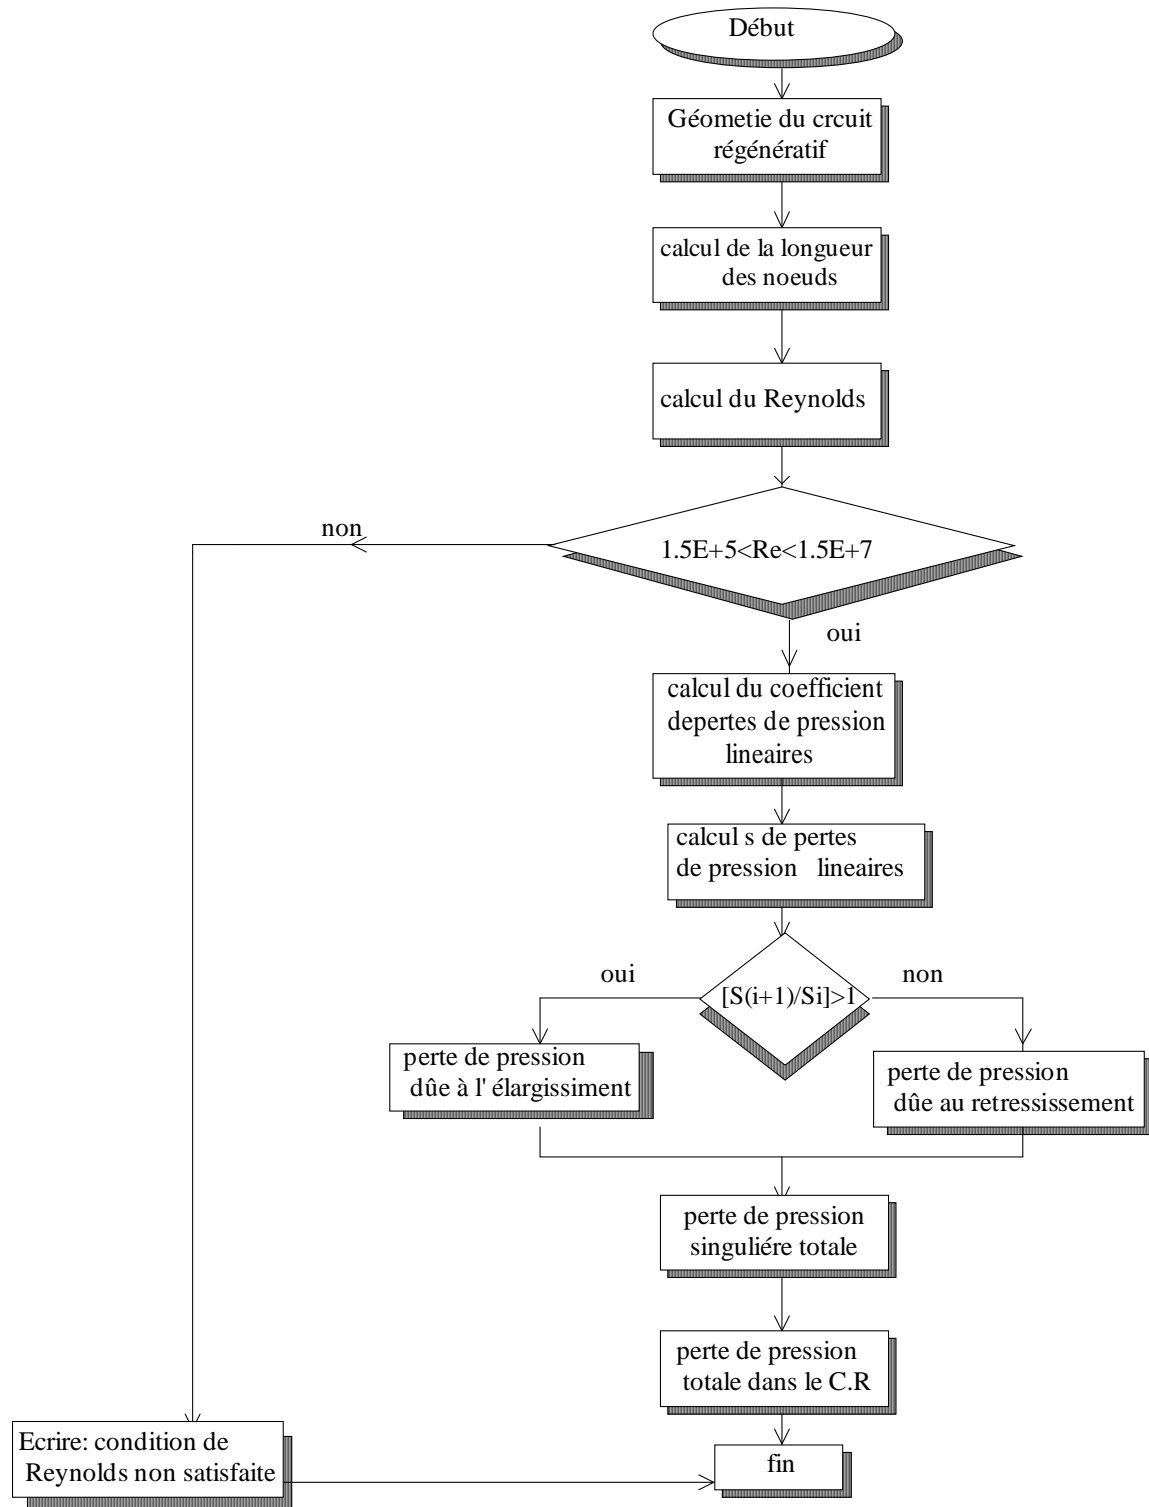 Début
Géometie du crcuit
régénératif
calcul de la longueur
des noeuds
calcul du Reynolds
non
1.5E+5<Re<1.5E+7
oui
calcul du coefficient
depertes de pression
lineaires
calcul s de pertes
de pression lineaires
oui
[S(i+1)/Si]>1
non
perte de pression
dûe à l' élargissiment
perte de pression
dûe au retressissement
perte de pression
singuliére totale
perte de pression
totale dans le C.R
Ecrire: condition de
Reynolds non satisfaite
fin